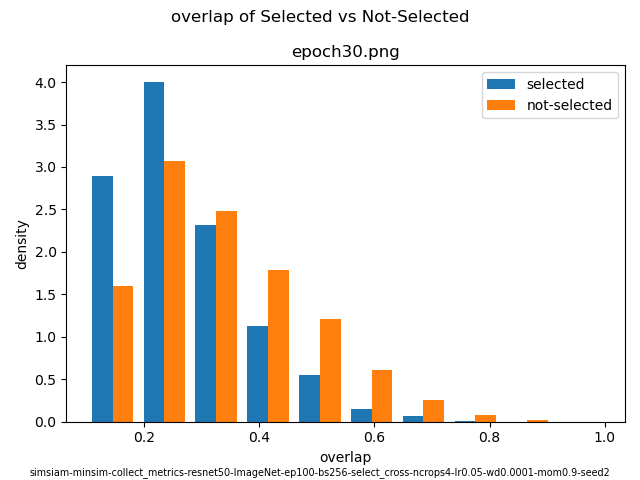 overlap of Selected vs Not-Selected
epoch30.png
selected
not-selected
density
4.0
3.5
3.0
2.5
2.0
1.5
1.0
0.5
0.0
0.2
0.4
0.6
0.8
1.0
overlap
simsiam-minsim-collect_metrics-resnet50-ImageNet-ep100-bs256-select_cross-ncrops4-lr0.05-wd0.0001-mom0.9-seed2